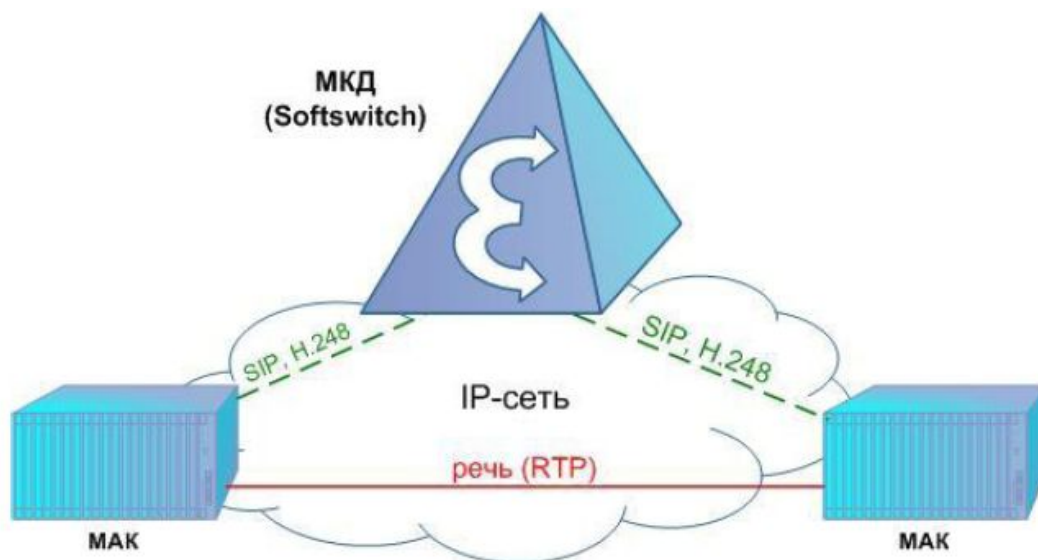 МКД
(Softswitch)
SIP, H.248
SIP, H.248
IP-сеть
речь (RTP)
МАК
МАК